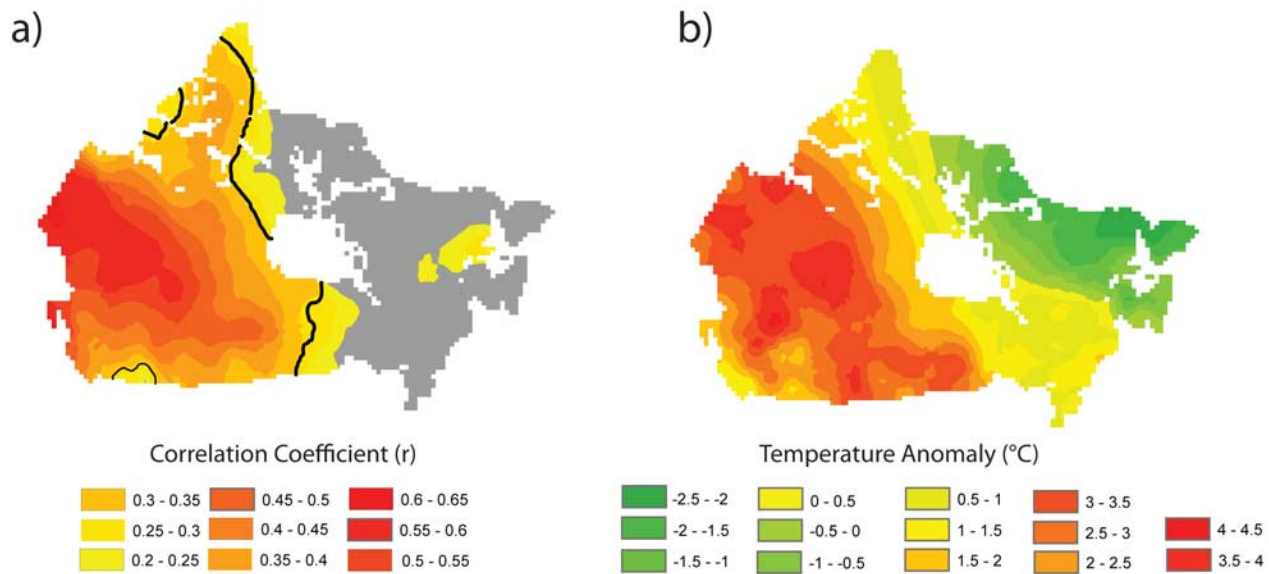 a)
b)
Correlation Coefficient (r)
0.3 - 0.35
0.45 - 0.5
0.6 - 0.65
0.25 - 0.3
0.4 - 0.45
0.55 - 0.6
0.2 - 0.25
0.35 - 0.4
0.5 - 0.55
Temperature Anomaly (°C)
-2.5 - -2
0 - 0.5
0.5 - 1
3 - 3.5
-2 - -1.5
-0.5 - 0
1 - 1.5
2.5 - 3
4 - 4.5
-1.5 - -1
-1 - -0.5
1.5 - 2
2 - 2.5
3.5 - 4